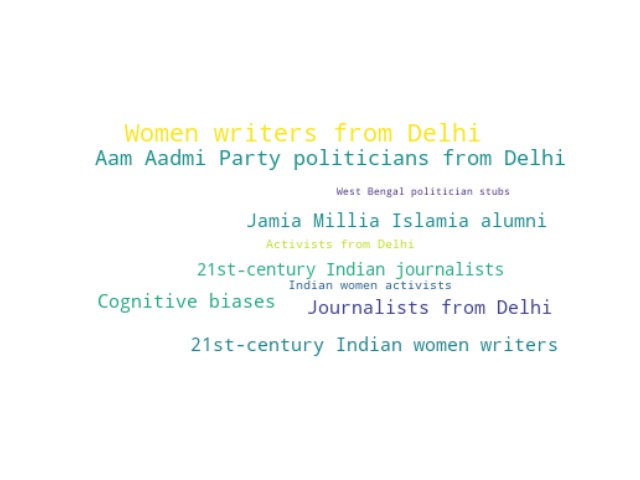 Women writers from Delhi
Aam Aadmi Party politicians from Delhi
West Bengal politician stubs
Jamia Millia Islamia alumni
Activists from Delhi
21st-century Indian journalists
Indian women activists
Cognitive biases
Journalists from Delhi
21st-century Indian women writers